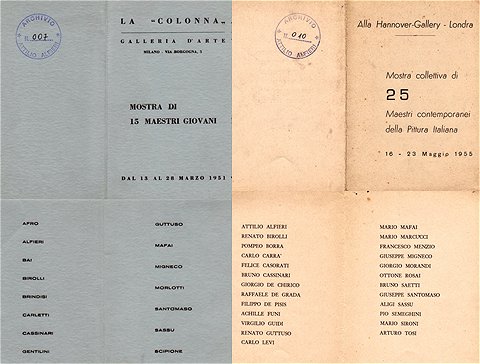 ARCHIVIO
N. 007
ATTILIO ALFIERI
LA "COLONNA"
GALLERIA D'ARTE
MILANO - VIA BORGOGNA,
MOSTRA DI
15 MAESTRI GIOVANI
DAL AL 28 MARZO 1951
AFRO
ALFIERI
BAI
BIROLLI
BRINDISI
CARLETTI
CASSINARI
GENTILINI
GUTTUSO
MAFAI
MIGNECO
MORLOTTI
SANTOMASO
SASSU
SCIPIONE
ARCHIVIO
N. 010
ATTILIO ALFIERI
Alla Hannover-Gallery - Londra
Mostra collettiva di
25
Maestri contemporanei
della Pittura Italiana
16 - 23 Maggio 1955
ATTILIO ALFIERI
RENATO BIROLLI
POMPEO BORRA
CARLO CARRA'
FELICE CASORATI
BRUNO CASSINARI
GIORGIO DE CHIRICO
RAFFAELE DE GRADA
FILIPPO DE PISIS
ACHILLE FUNI
VIRGILIO GUIDI
RENATO GUTTUSO
CARLO LEVI
MARIO MAFAI
MARIO MARCUCCI
FRANCESCO MENZIO
GIUSEPPE MIGNECO
GIORGIO MORANDI
OTTONE ROSAI
BRUNO SAETTI
GIUSEPPE SANTOMASO
ALIGI SASSU
PIO SEMEGHINI
MARIO SIRONI
ARTURO TOSI